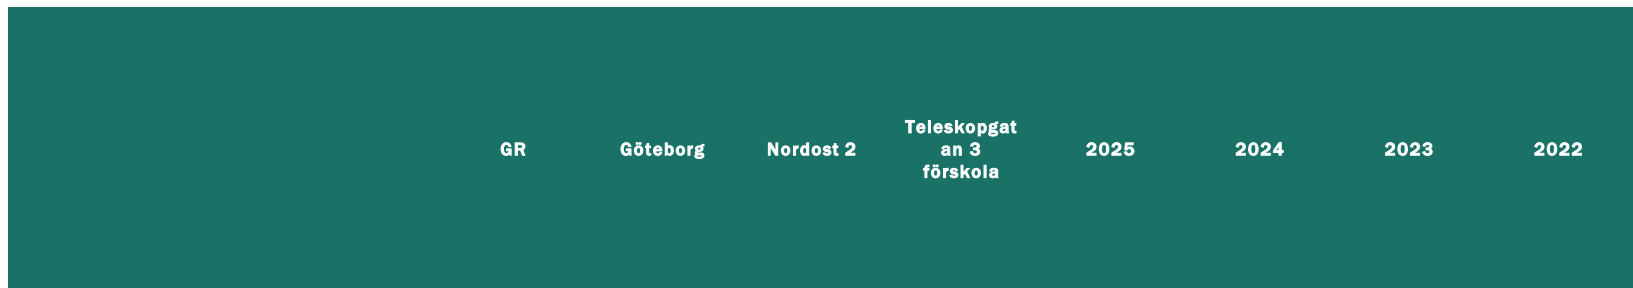 GR Göteborg Nordost 2 Teleskopgat
an 3
förskola 2025 2024 2023 2022